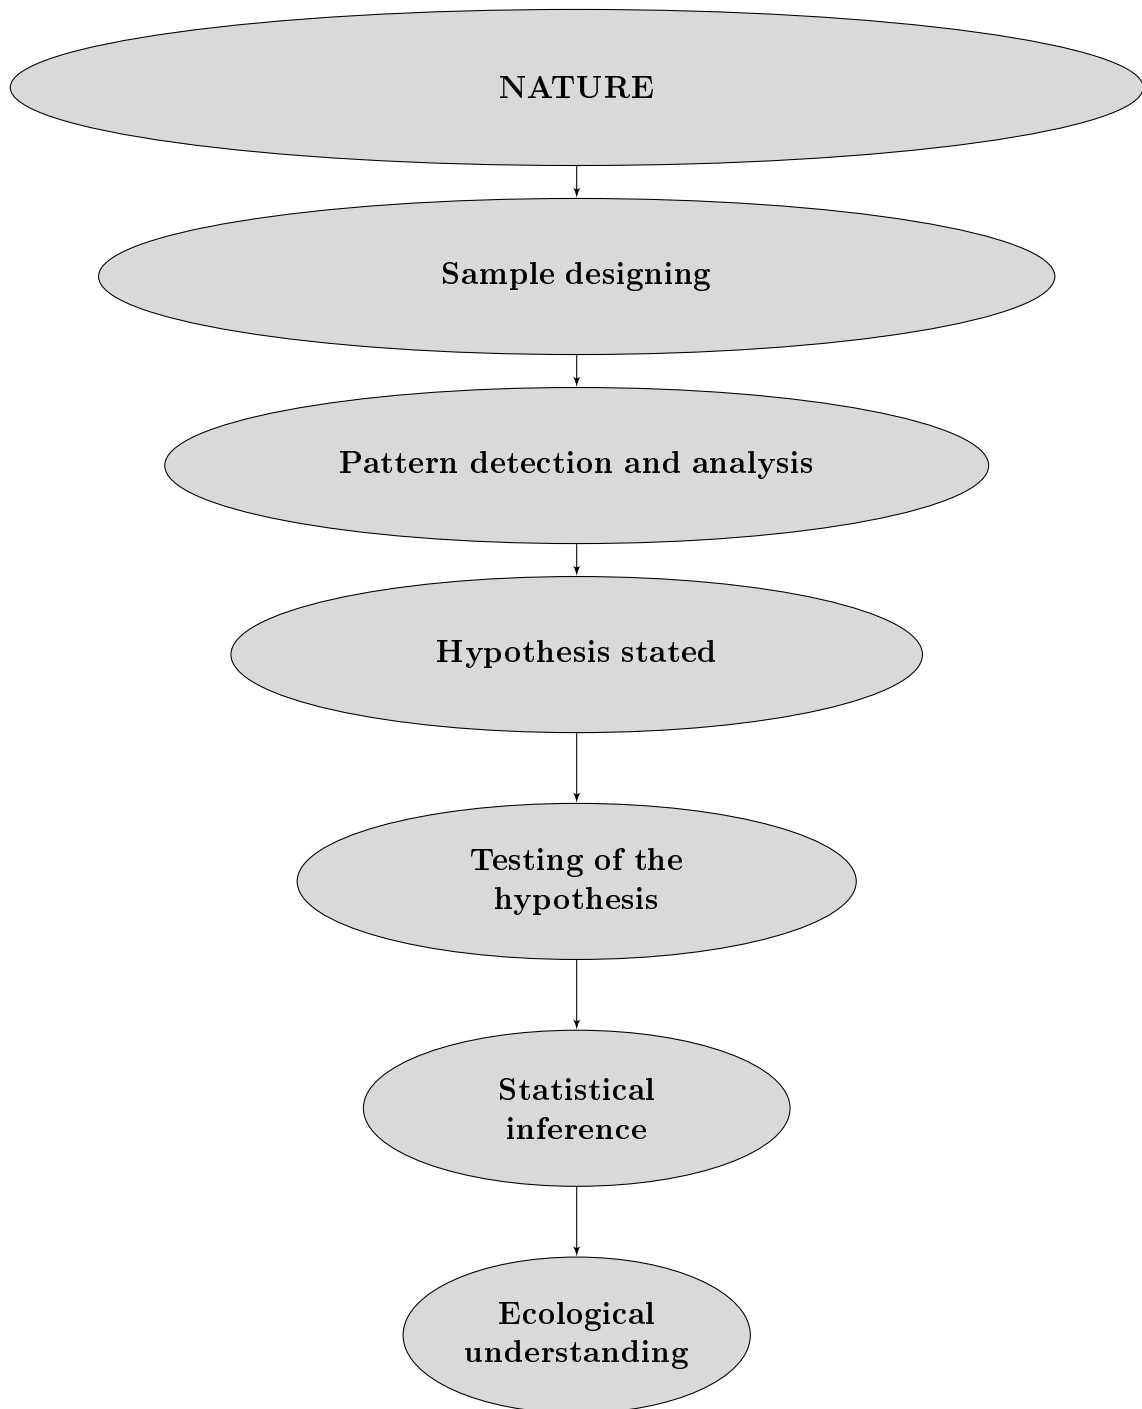 NATURE
Sample designing
Pattern detection and analysis
Hypothesis stated
Testing of the
hypothesis
Statistical
inference
Ecological
understanding